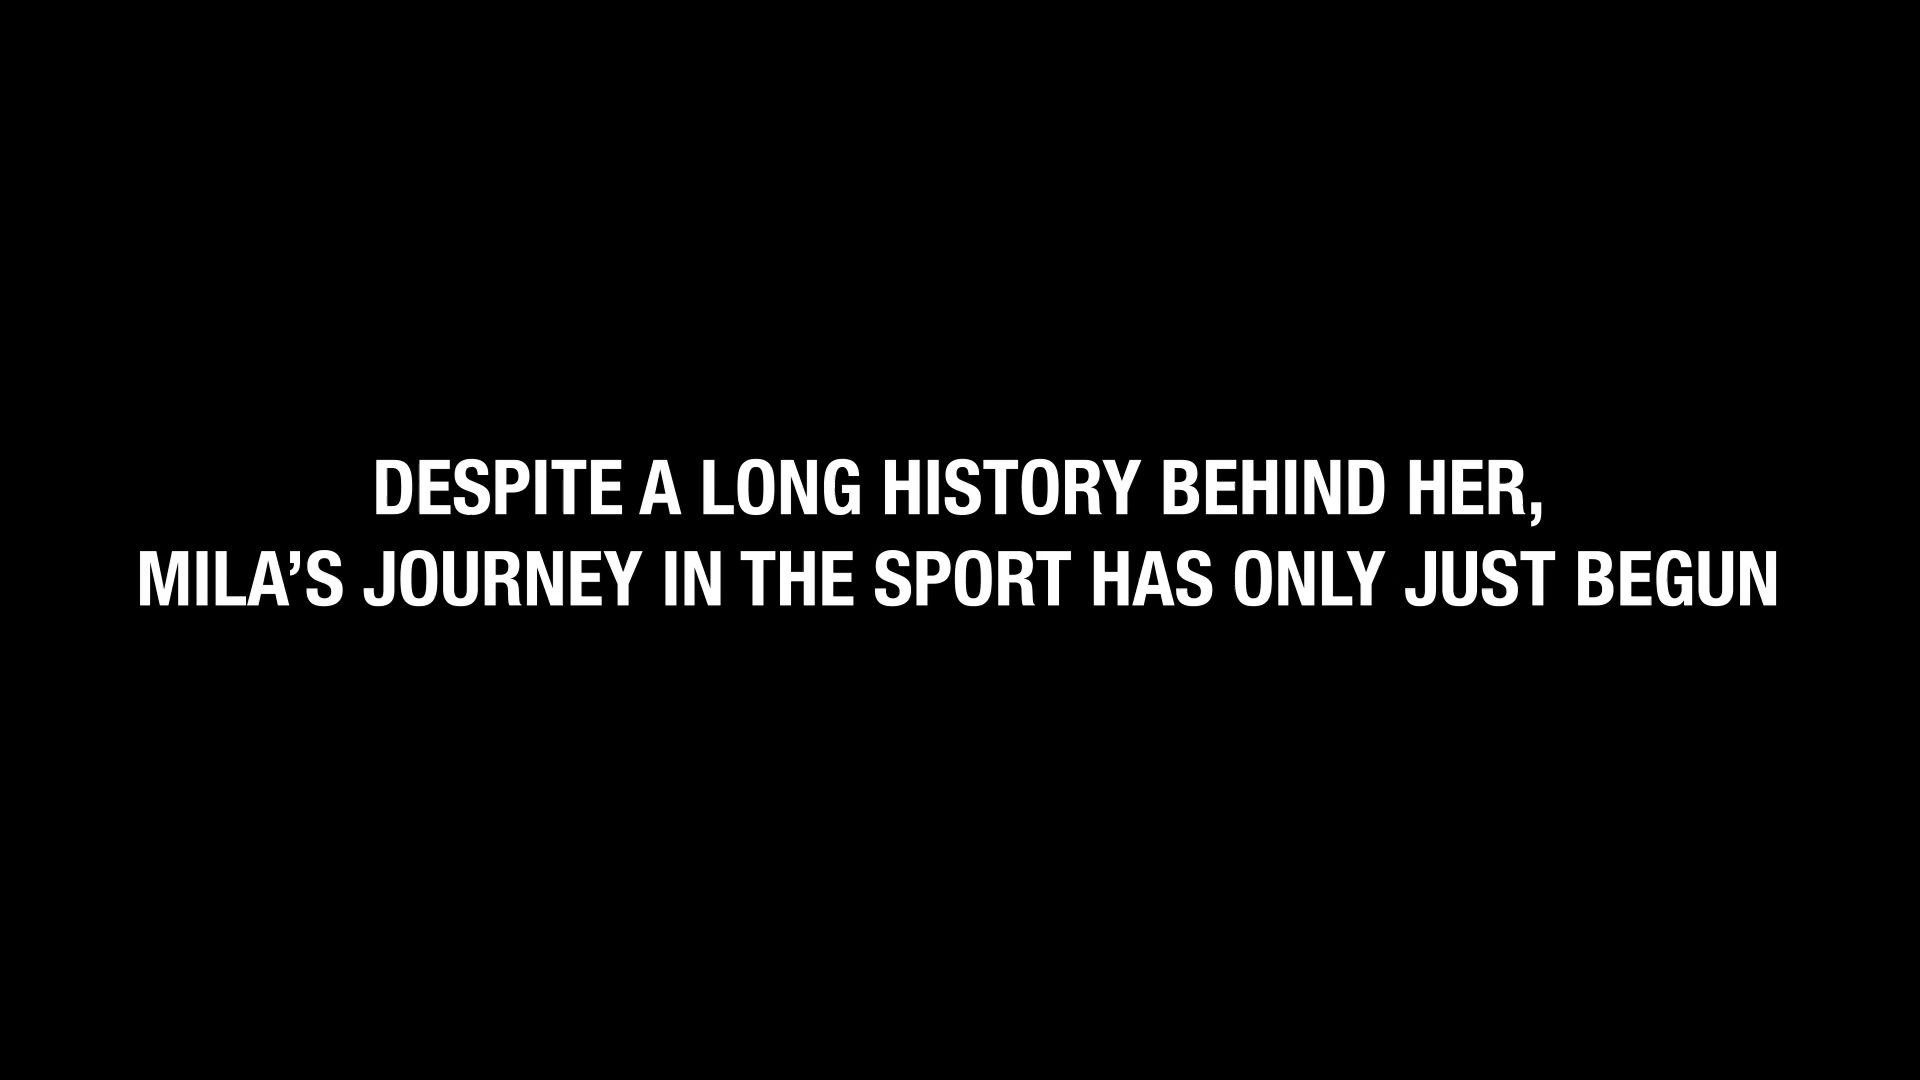 DESPITE A LONG HISTORY BEHIND HER,
MILA’S JOURNEY IN THE SPORT HAS ONLY JUST BEGUN